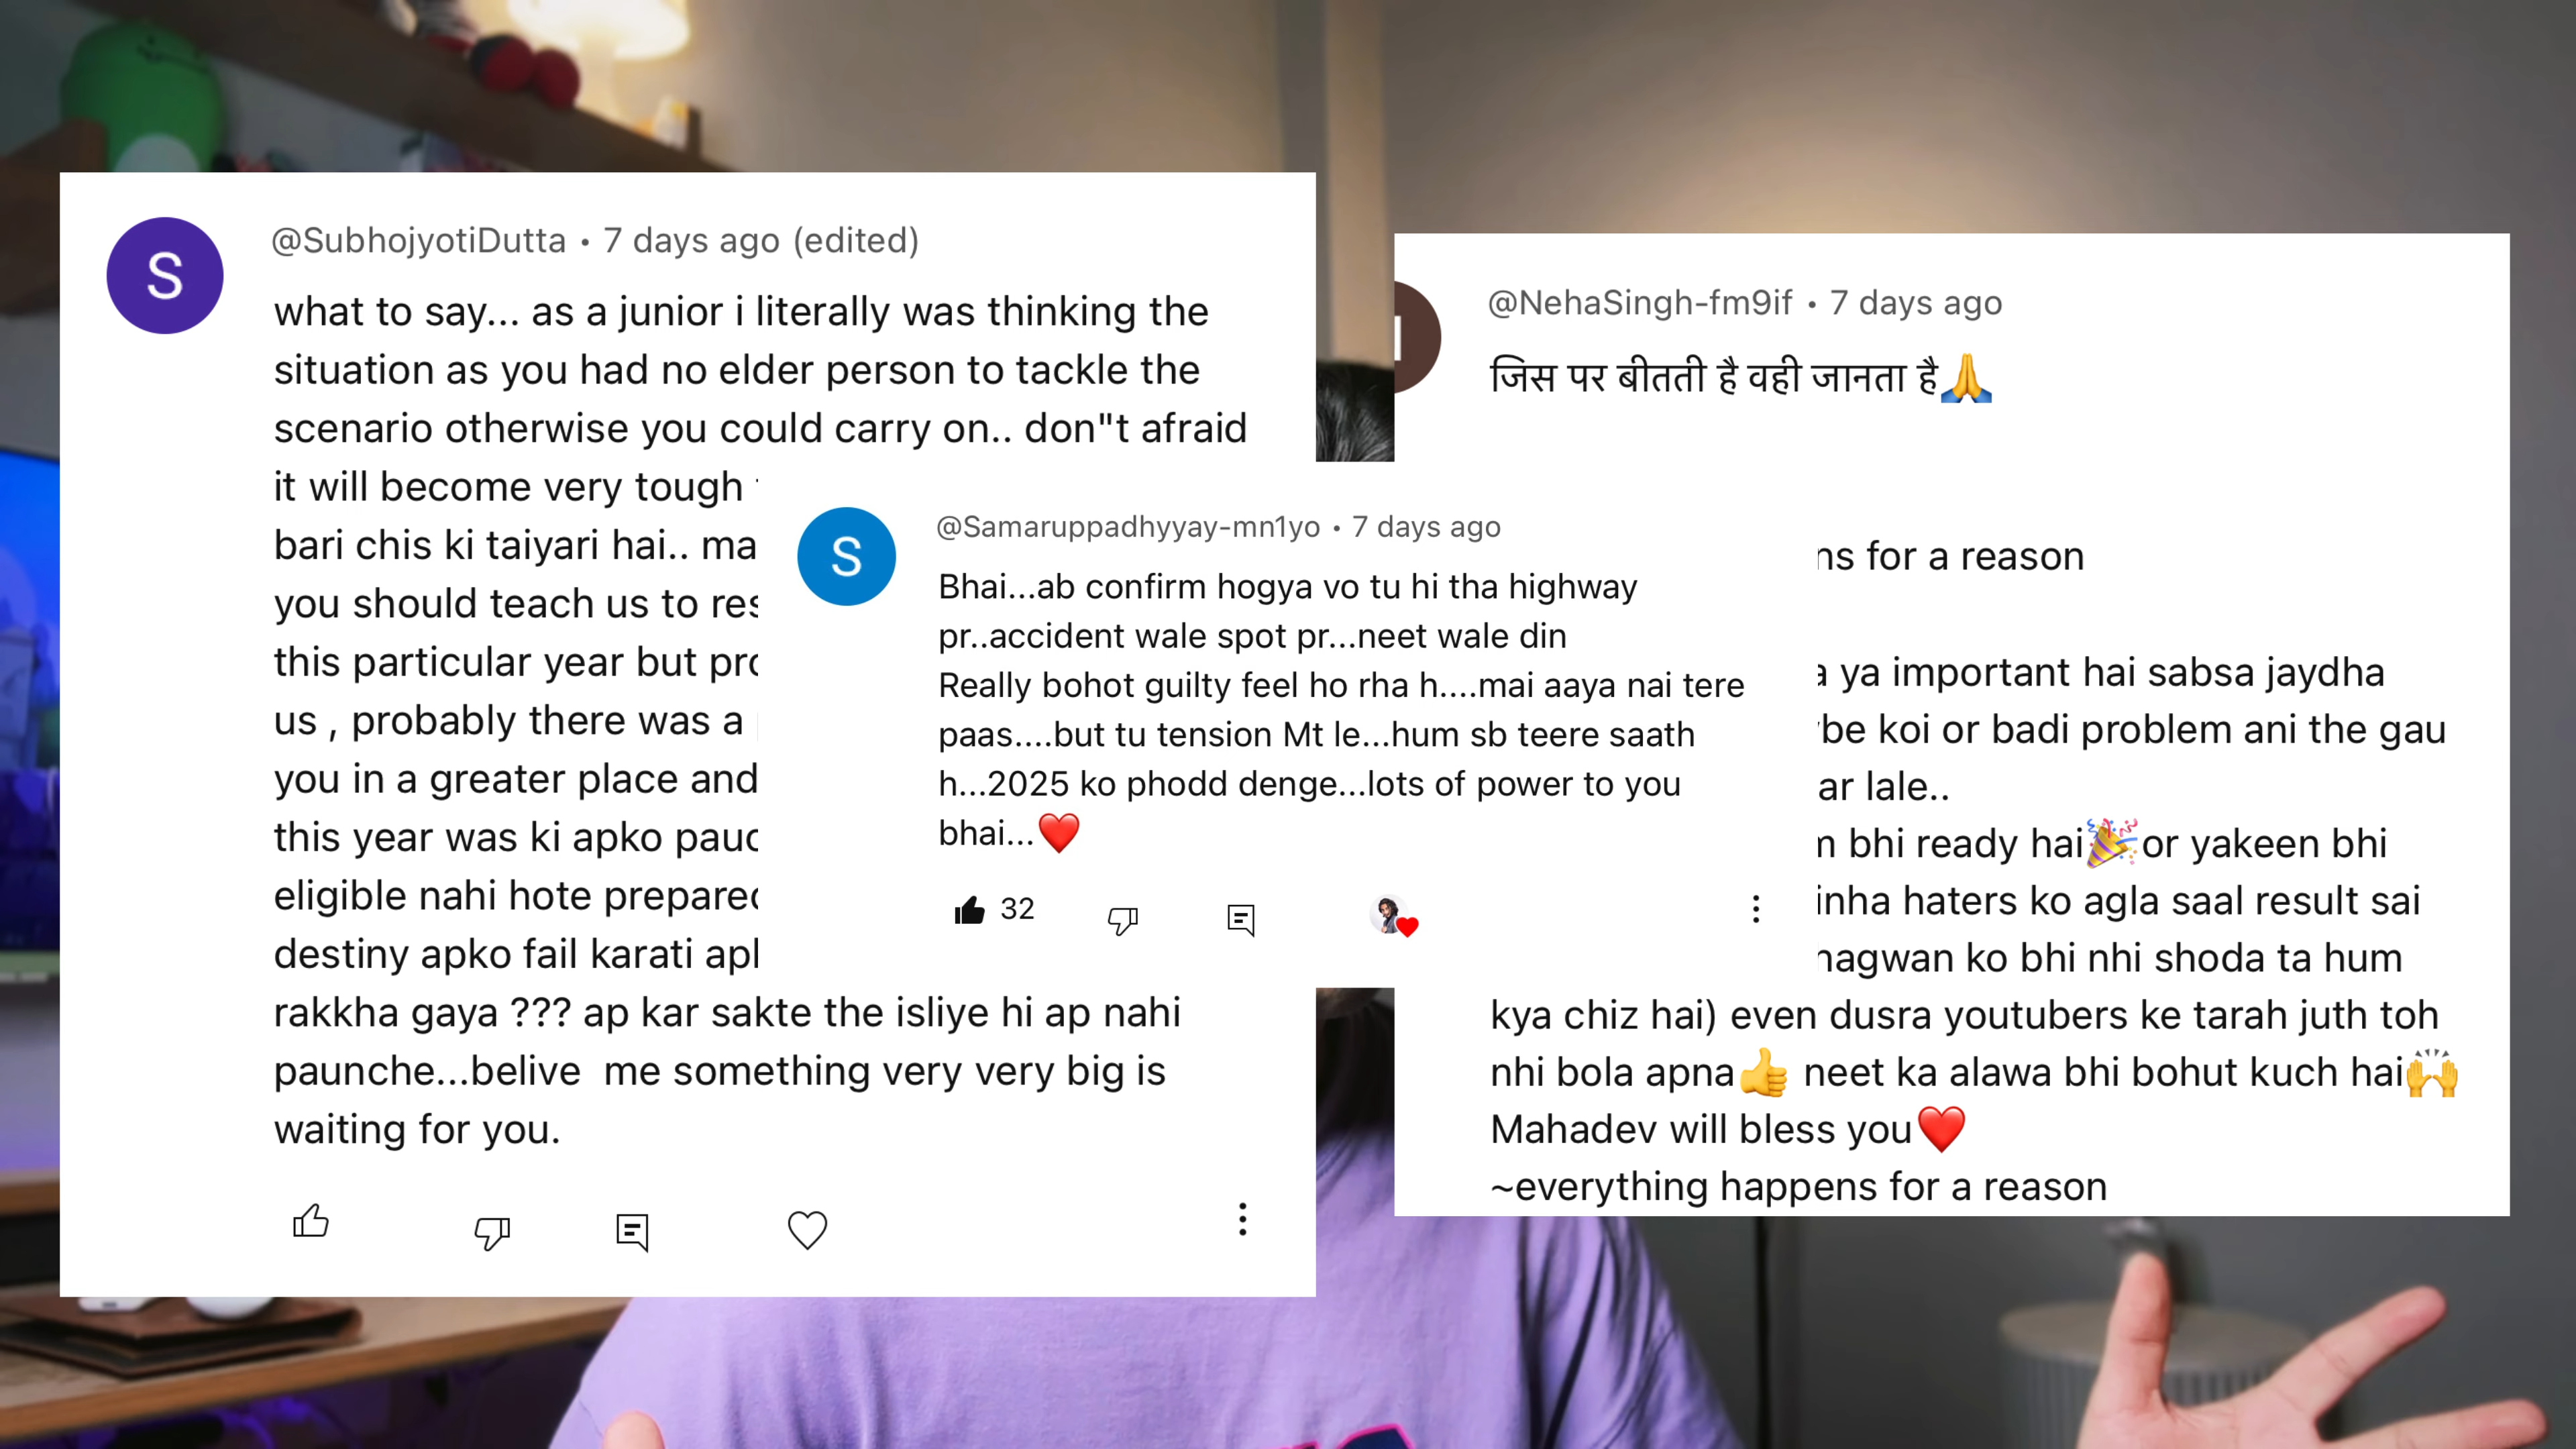 S
@SubhojyotiDutta • 7 days ago (edited)
what to say... as a junior i literally was thinking the
situation as you had no elder person to tackle the
scenario otherwise you could carry on.. don"t afraid
it will become very tough
bari chis ki taiyari hai..
you should teach us to
this particular year but
us , probably there was a
you in a greater place and
this year was ki apko
eligible nahi hote
destiny apko fail karati
rakkha gaya ??? ap kar sakte the isliye hi ap nahi
paunche...belive me something very very big is
waiting for you.
S
@Samaruppadhyyay-mn1yo • 7 days ago
Bhai...ab confirm hogya vo tu hi tha highway
pr..accident wale spot pr...neet wale din
Really bohot guilty feel ho rha h....mai aaya nai tere
paas....but tu tension Mt le...hum sb teere saath
h...2025 ko phodd denge...lots of power to you
bhai...❤️
32
@NehaSingh-fm9if • 7 days ago
जिस पर बीतती है वही जानता है🙏
for a reason
ya important hai sabsa jaydha
koi or badi problem ani the gau
lale..
bhi ready hai🎉or yakeen bhi
haters ko agla saal result sai
ko bhi nhi shoda ta hum
kya chiz hai) even dusra youtubers ke tarah juth toh
nhi bola apna👍 neet ka alawa bhi bohut kuch hai🙌
Mahadev will bless you❤️
~everything happens for a reason